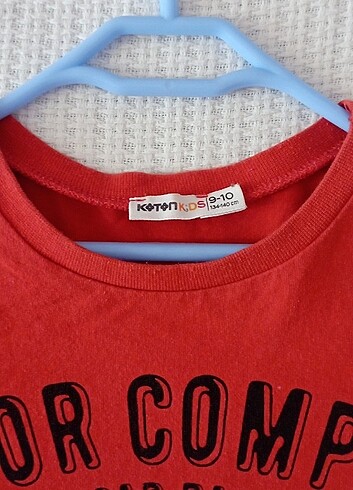 KOTON KiDS 9-10
134-140 cm
OR COMP